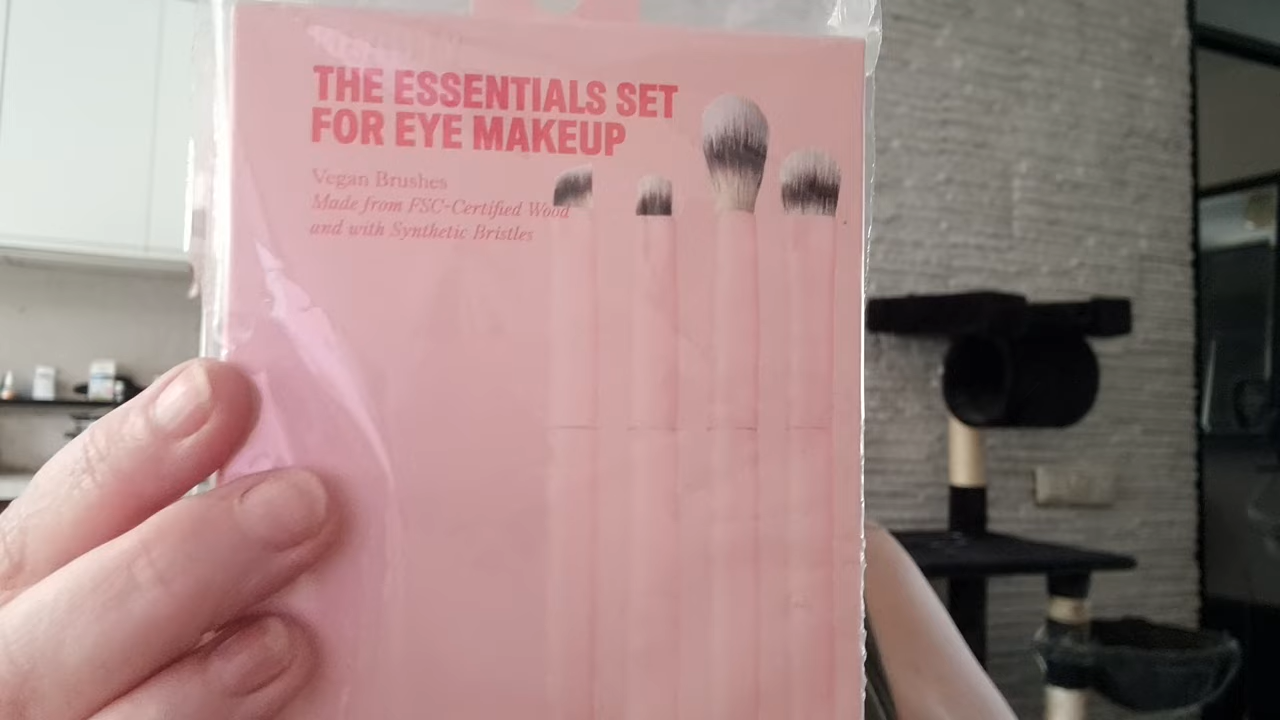 THE ESSENTIALS SET
FOR EYE MAKEUP
Vegan Brushes
Made from FSC-Certified Wood
and with Synthetic Bristles